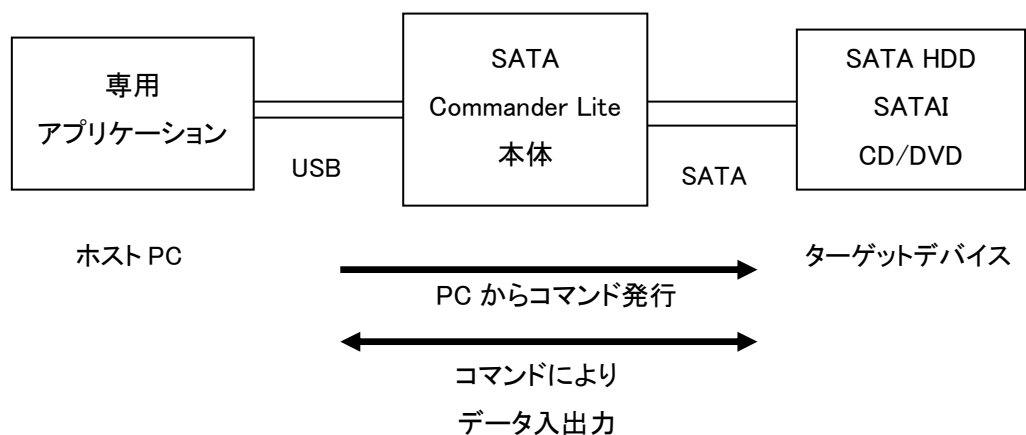 専用
アプリケーション
USB
SATA
Commander Lite
本体
SATA
SATA HDD
SATAI
CD/DVD
ホスト PC
ターゲットデバイス
PC からコマンド発行
コマンドにより
データ入出力